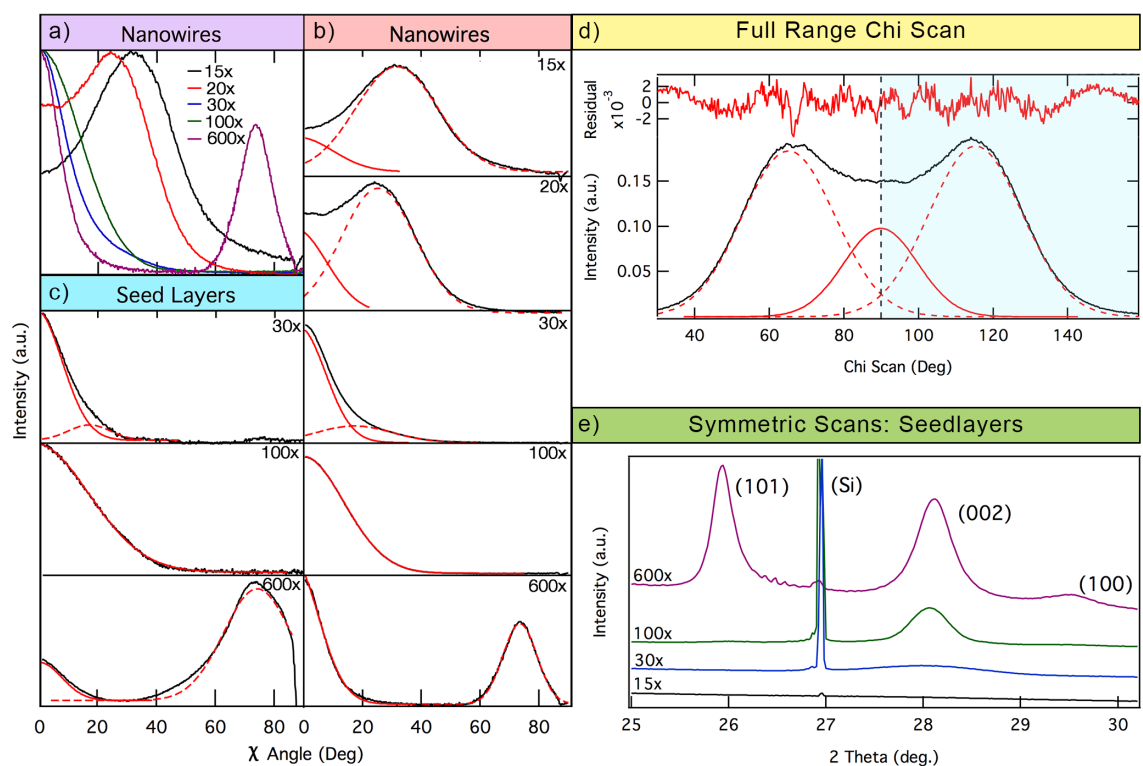 a)
Nanowires
15x
20x
30x
100x
600x
b)
Nanowires
15x
20x
30x
100x
600x
0 20 40 60 80
c)
Seed Layers
30x
100x
600x
0 20 40 60 80
Intensity (a.u.)
χ Angle (Deg)
d)
Full Range Chi Scan
2
0
-2
Residual
x10⁻³
0.15
0.10
0.05
Intensity (a.u.)
40 60 80 100 120 140
Chi Scan (Deg)
e)
Symmetric Scans: Seedlayers
(101)
(Si)
(002)
(100)
600x
100x
30x
15x
Intensity (a.u.)
25 26 27 28 29 30
2 Theta (deg.)